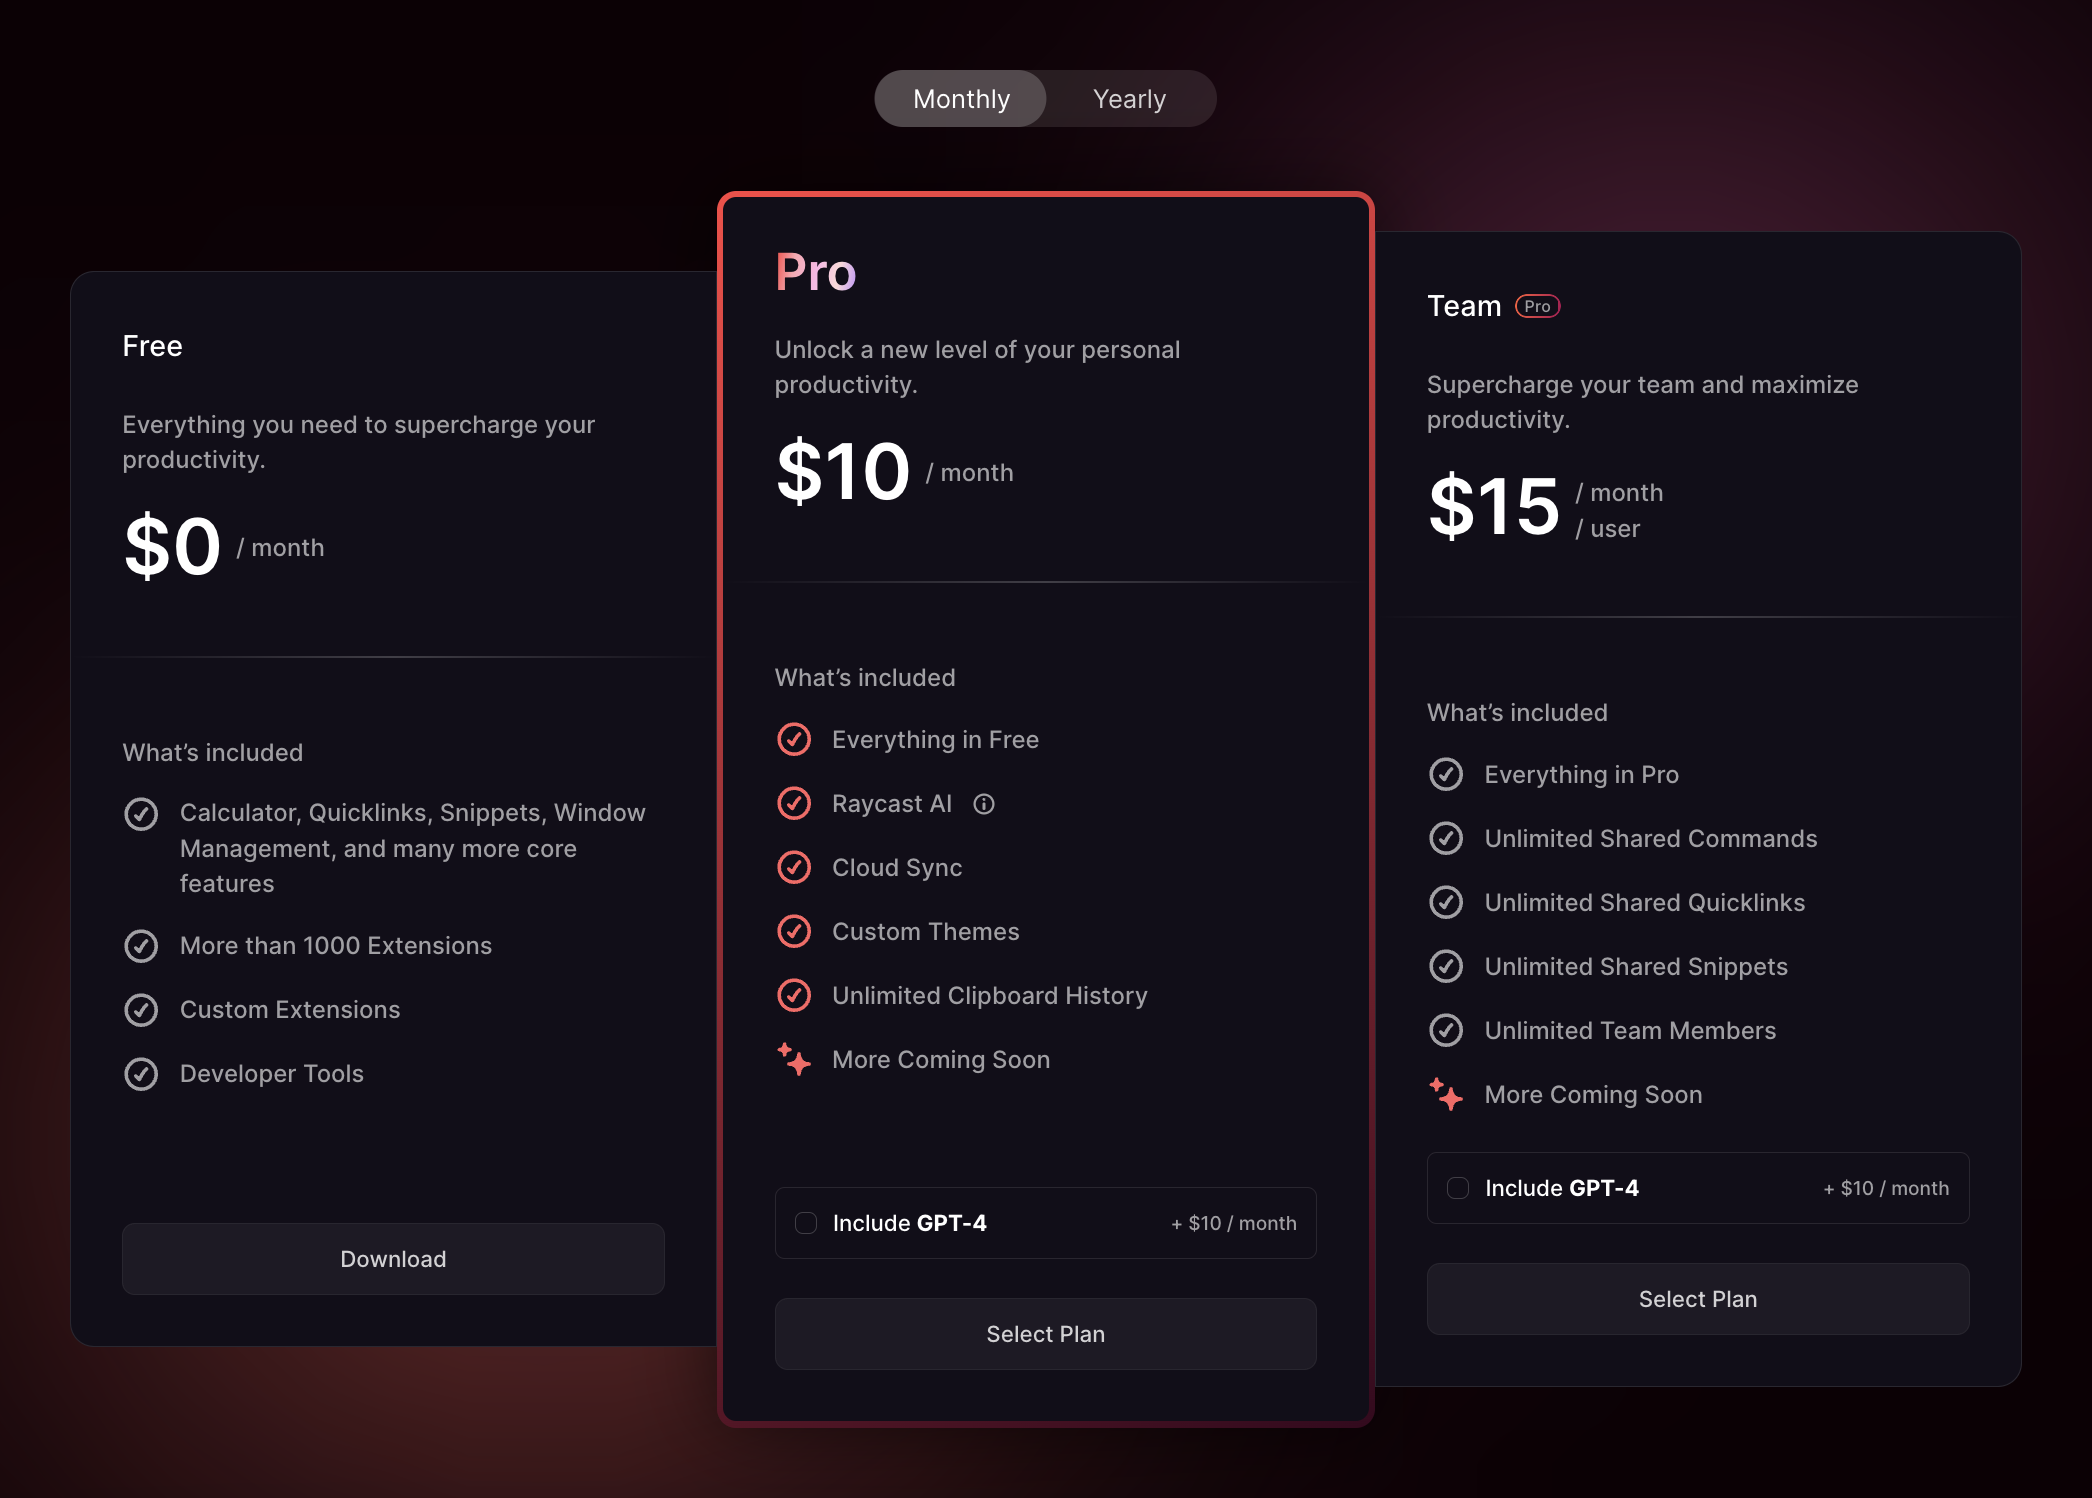 Monthly
Yearly
Free
Everything you need to supercharge your
productivity.
$0 / month
What’s included
Calculator, Quicklinks, Snippets, Window
Management, and many more core
features
More than 1000 Extensions
Custom Extensions
Developer Tools
Download
Pro
Unlock a new level of your personal
productivity.
$10 / month
What’s included
Everything in Free
Raycast AI
Cloud Sync
Custom Themes
Unlimited Clipboard History
More Coming Soon
Include GPT-4 + $10 / month
Select Plan
Team Pro
Supercharge your team and maximize
productivity.
$15 / month
/ user
What’s included
Everything in Pro
Unlimited Shared Commands
Unlimited Shared Quicklinks
Unlimited Shared Snippets
Unlimited Team Members
More Coming Soon
Include GPT-4 + $10 / month
Select Plan